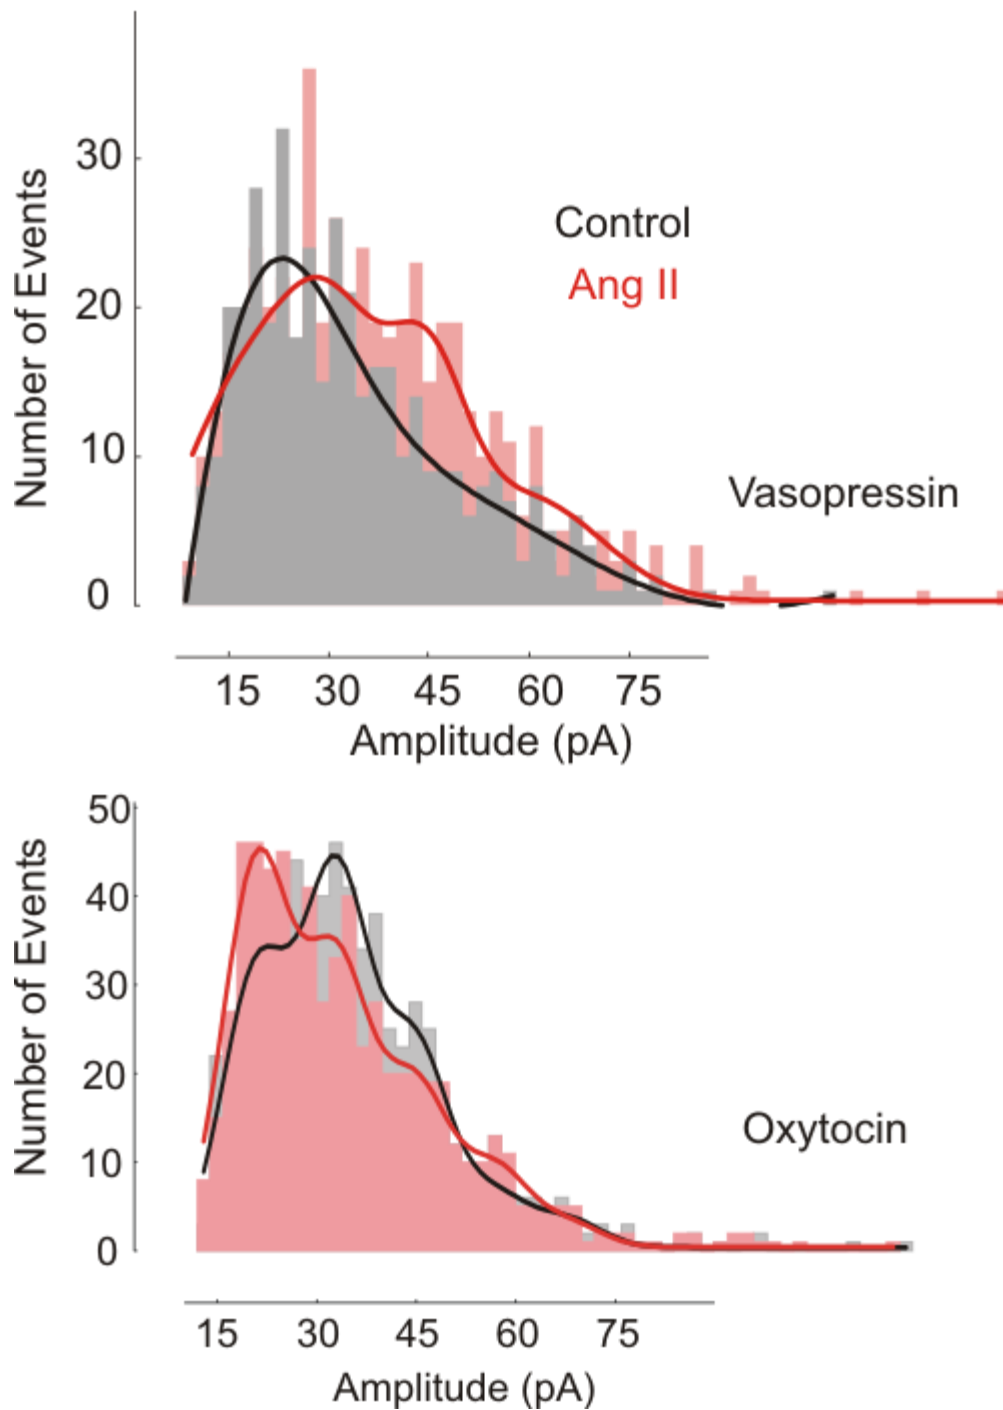 Number of Events
30
20
10
0
Control
Ang II
Vasopressin
15 30 45 60 75
Amplitude (pA)
Number of Events
50
40
30
20
10
0
Oxytocin
15 30 45 60 75
Amplitude (pA)